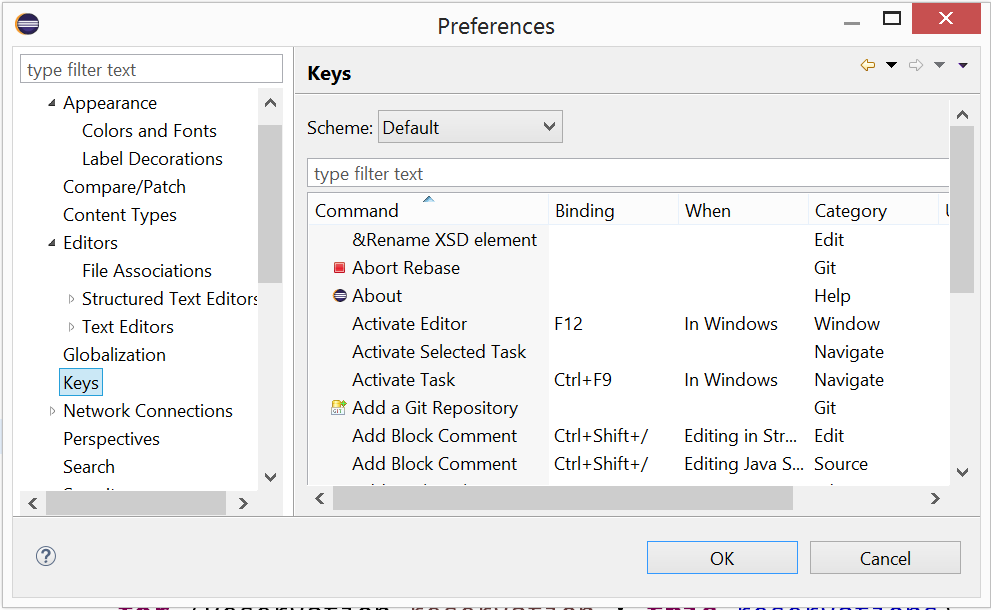 Preferences
type filter text
Appearance
Colors and Fonts
Label Decorations
Compare/Patch
Content Types
Editors
File Associations
Structured Text Editors
Text Editors
Globalization
Keys
Network Connections
Perspectives
Search
Keys
Scheme: Default
type filter text
Command Binding When Category
&Rename XSD element Edit
Abort Rebase Git
About Help
Activate Editor F12 In Windows Window
Activate Selected Task Navigate
Activate Task Ctrl+F9 In Windows Navigate
Add a Git Repository Git
Add Block Comment Ctrl+Shift+/ Editing in Str... Edit
Add Block Comment Ctrl+Shift+/ Editing Java S... Source
OK Cancel